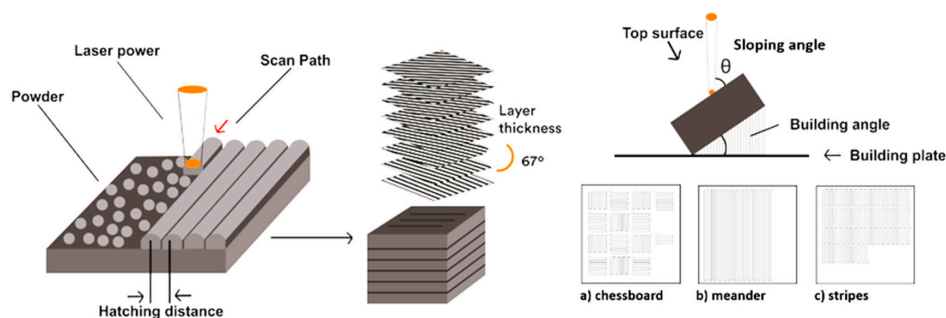 Laser power
Scan Path
Powder
Hatching distance
Layer
thickness
67°
Top surface
Sloping angle
θ
Building angle
Building plate
a) chessboard
b) meander
c) stripes